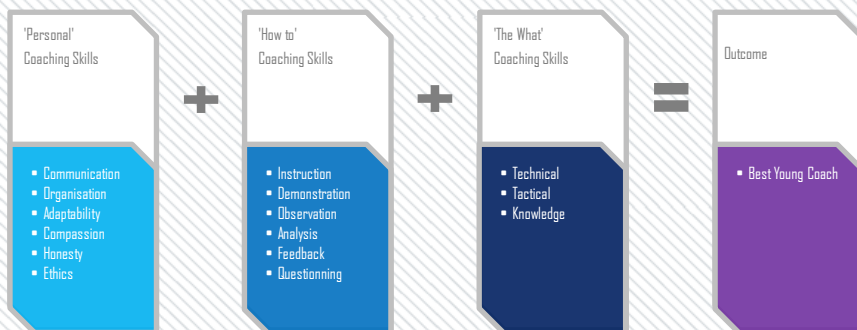 'Personal'
Coaching Skills
Communication
Organisation
Adaptability
Compassion
Honesty
Ethics
+
'How to'
Coaching Skills
Instruction
Demonstration
Observation
Analysis
Feedback
Questionning
+
'The What'
Coaching Skills
Technical
Tactical
Knowledge
=
Outcome
Best Young Coach